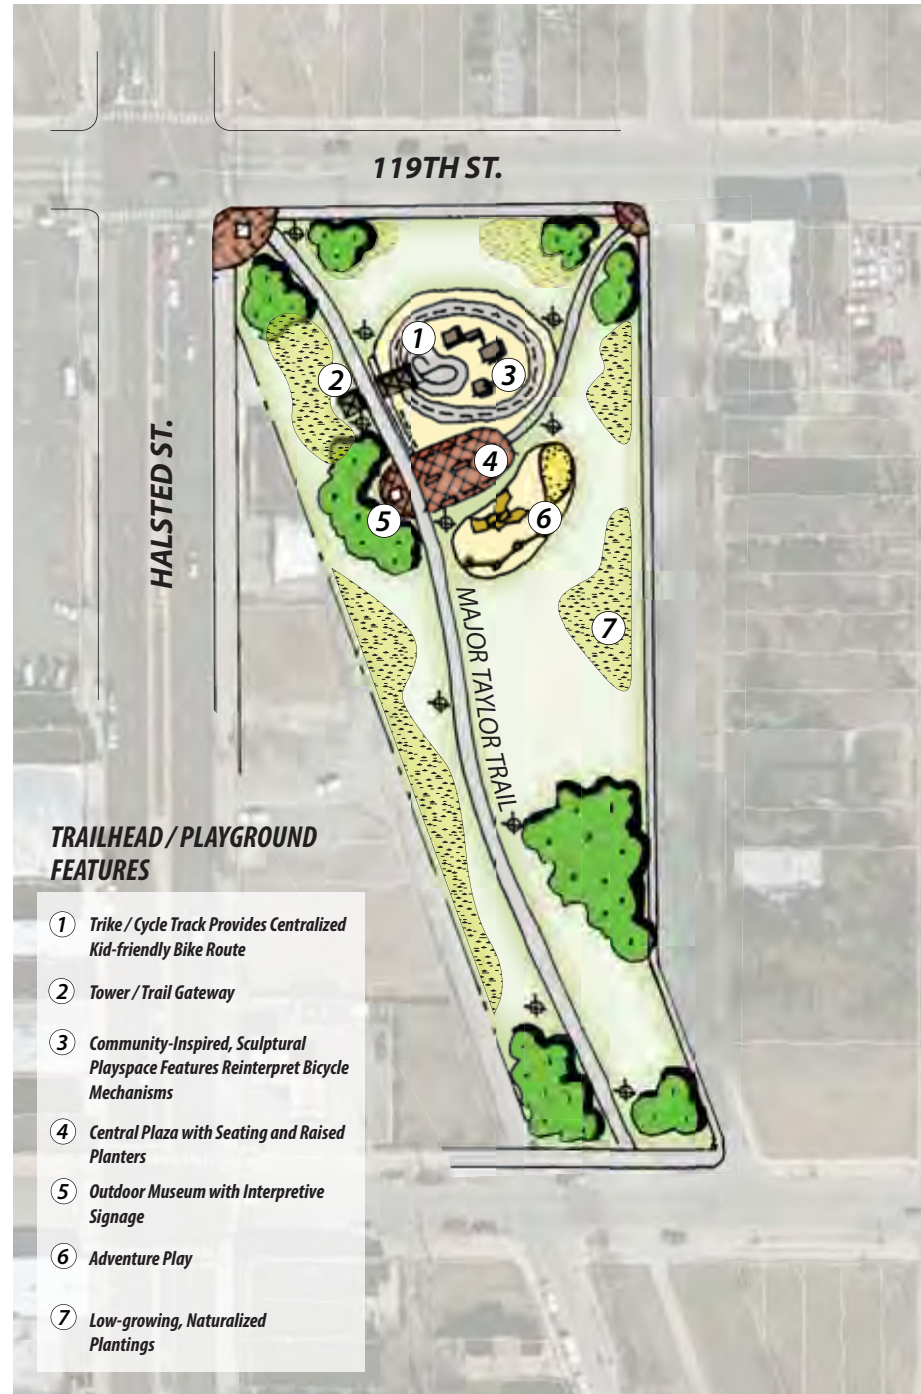 119TH ST.
1
2
3
HALSTED ST.
4
5
6
MAJOR TAYLOR TRAIL
7
TRAILHEAD / PLAYGROUND
FEATURES
1 Trike / Cycle Track Provides Centralized
Kid-friendly Bike Route
2 Tower / Trail Gateway
3 Community-Inspired, Sculptural
Playspace Features Reinterpret Bicycle
Mechanisms
4 Central Plaza with Seating and Raised
Planters
5 Outdoor Museum with Interpretive
Signage
6 Adventure Play
7 Low-growing, Naturalized
Plantings